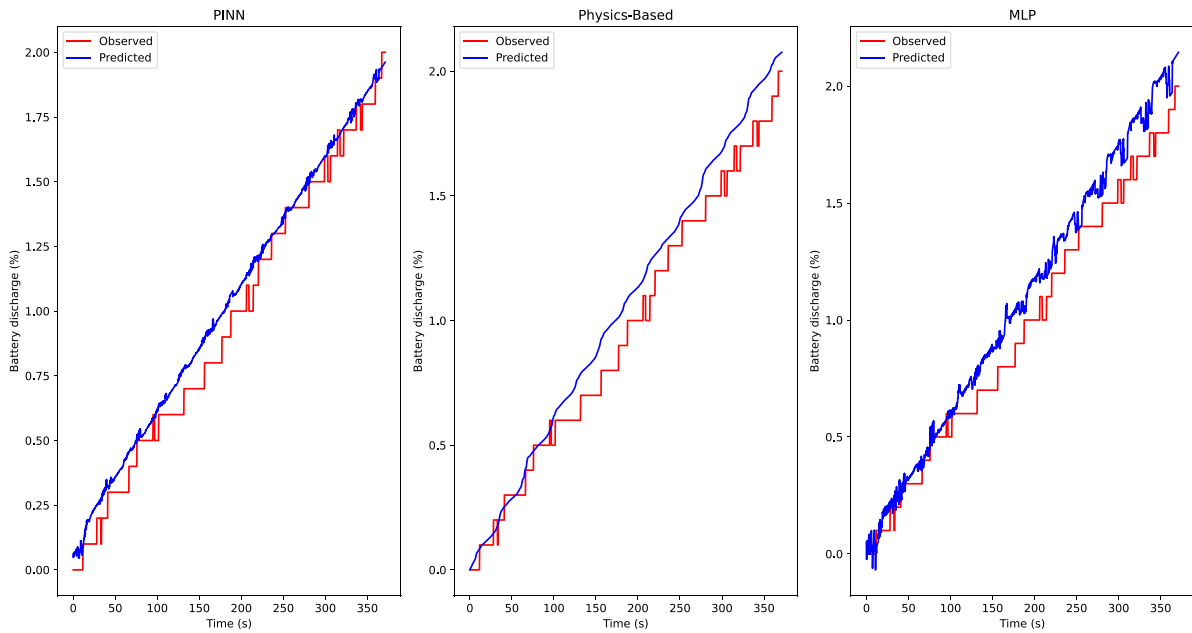 PINN
Observed
Predicted
Battery discharge (%)
2.00
1.75
1.50
1.25
1.00
0.75
0.50
0.25
0.00
0 50 100 150 200 250 300 350
Time (s)
Physics-Based
Observed
Predicted
Battery discharge (%)
2.0
1.5
1.0
0.5
0.0
0 50 100 150 200 250 300 350
Time (s)
MLP
Observed
Predicted
Battery discharge (%)
2.0
1.5
1.0
0.5
0.0
0 50 100 150 200 250 300 350
Time (s)